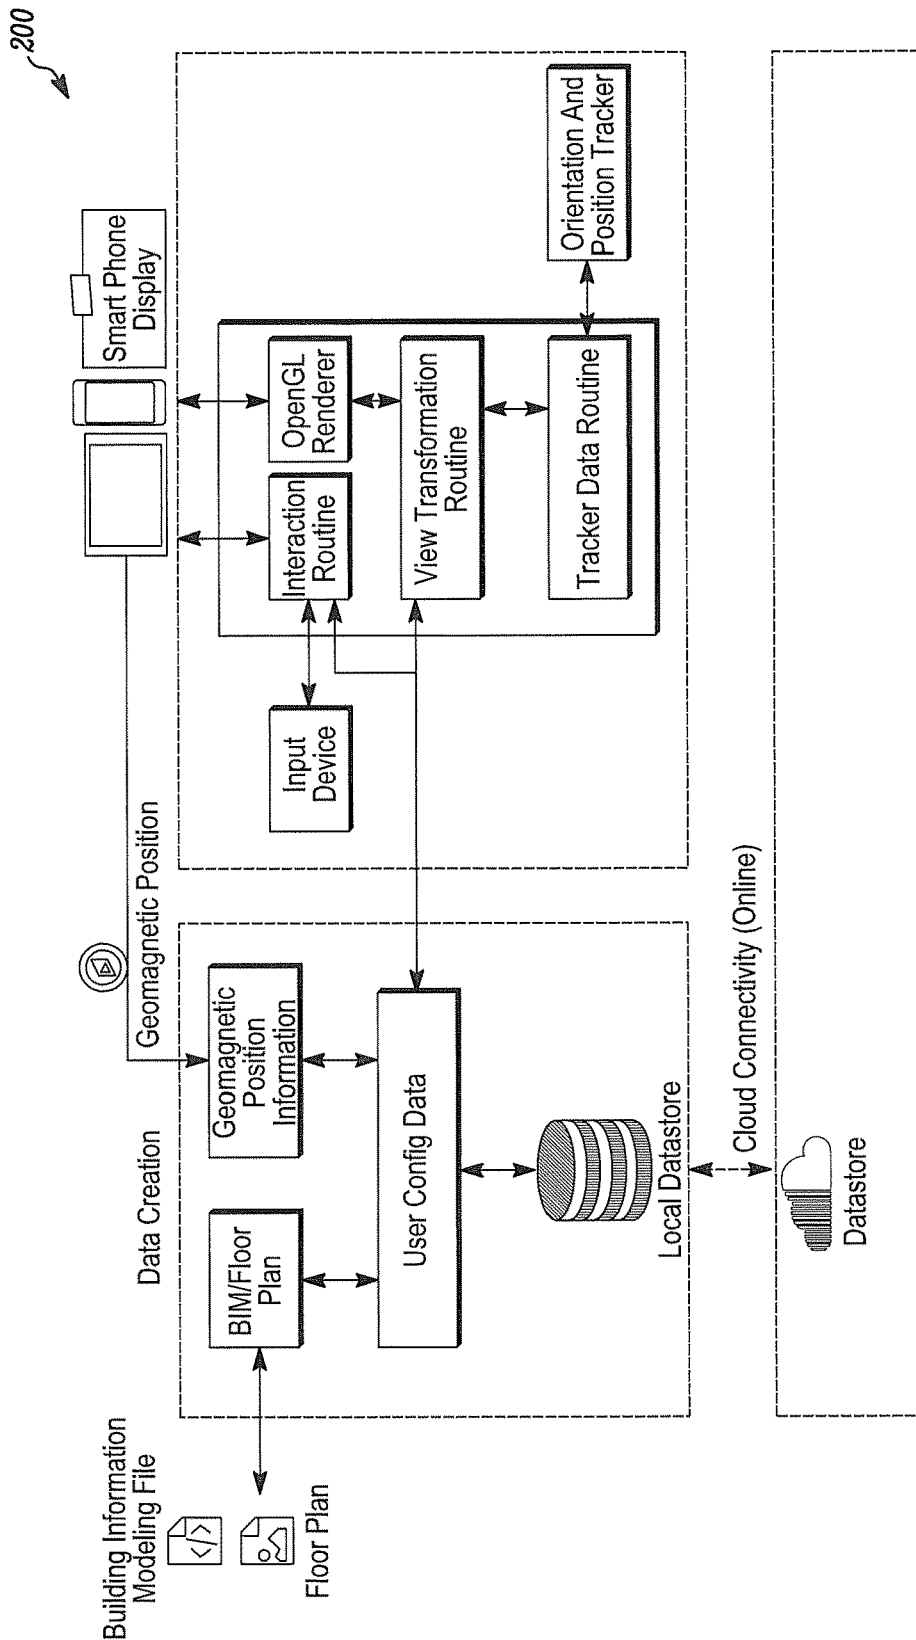 200
Building Information
Modeling File
Floor Plan
Data Creation
BIM/Floor
Plan
Geomagnetic
Position
Information
User Config Data
Local Datastore
Geomagnetic Position
Smart Phone
Display
Input
Device
Interaction
Routine
OpenGL
Renderer
View Transformation
Routine
Tracker Data Routine
Orientation And
Position Tracker
Cloud Connectivity (Online)
Datastore